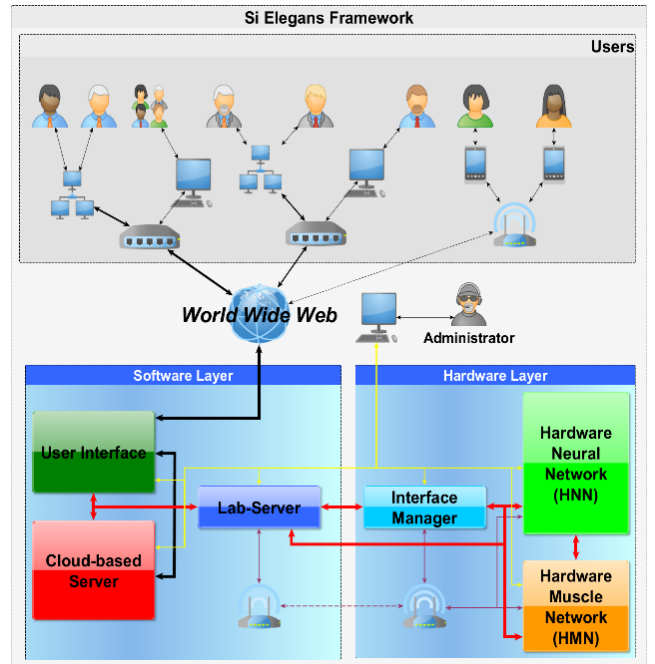 Si Elegans Framework
Users
World Wide Web
Administrator
Software Layer
Hardware Layer
User Interface
Cloud-based
Server
Lab-Server
Interface
Manager
Hardware
Neural
Network
(HNN)
Hardware
Muscle
Network
(HMN)